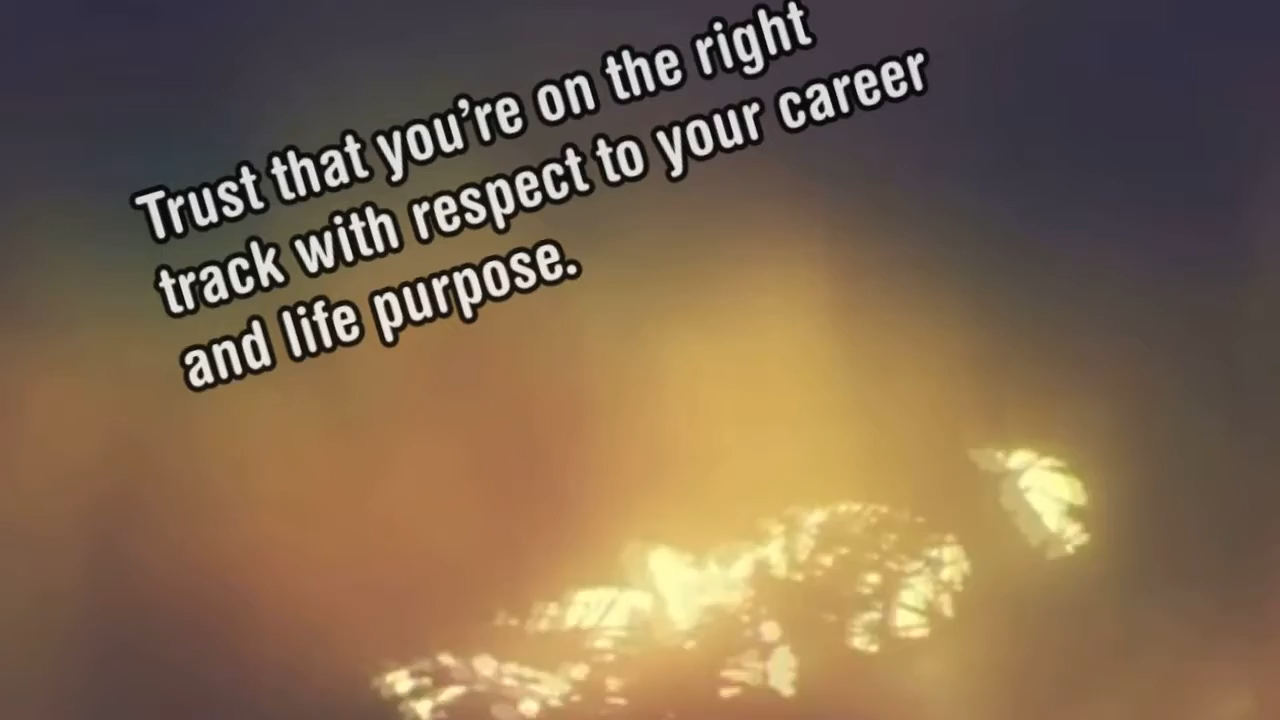 Trust that you’re on the right
track with respect to your career
and life purpose.